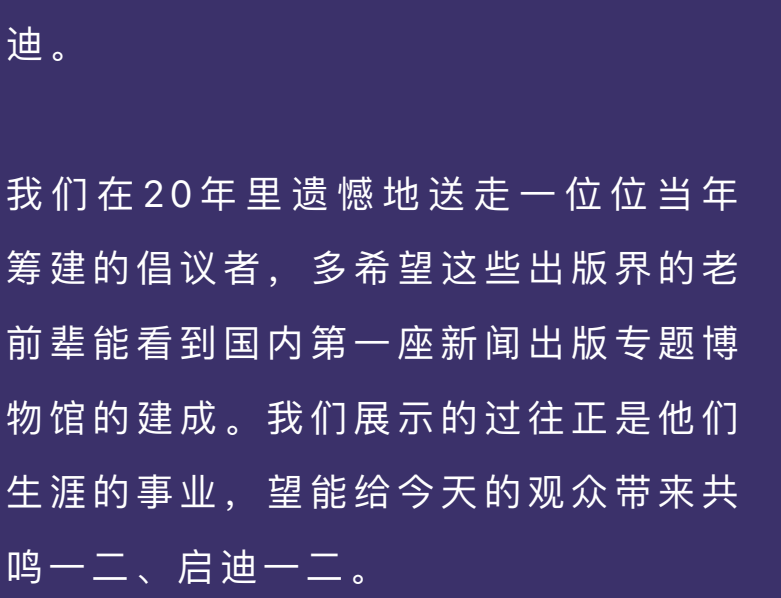 迪。
我们在20年里遗憾地送走一位位当年
筹建的倡议者，多希望这些出版界的老
前辈能看到国内第一座新闻出版专题博
物馆的建成。我们展示的过往正是他们
生涯的事业，望能给今天的观众带来共
鸣一二、启迪一二。